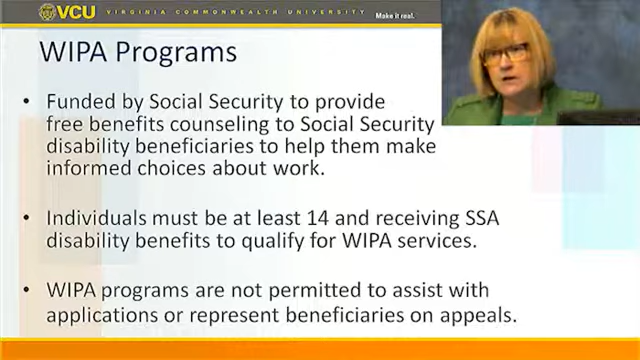 VCU VIRGINIA COMMONWEALTH UNIVERSITY Make it real.
WIPA Programs
• Funded by Social Security to provide
free benefits counseling to Social Security
disability beneficiaries to help them make
informed choices about work.
• Individuals must be at least 14 and receiving SSA
disability benefits to qualify for WIPA services.
• WIPA programs are not permitted to assist with
applications or represent beneficiaries on appeals.